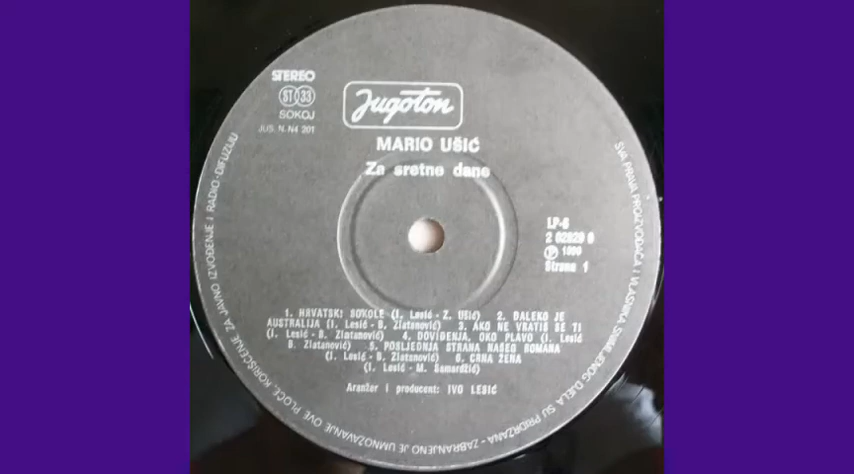 STEREO
ST 33
SOKOJ
JUS. N-N4 201
Jugoton
MARIO UŠIĆ
Za sretne dane
LP-6
2 02829 8
℗ 1990
Strana 1
1. HRVATSKI SOKOLE (I. Lesić - Z. Ušić) 2. DALEKO JE
AUSTRALIJA (I. Lesić - B. Zlatanović) 3. AKO NE VRATIŠ SE TI
(I. Lesić - B. Zlatanović) 4. DOVIĐENJA, OKO PLAVO (I. Lesić
B. Zlatanović) 5. POSLJEDNJA STRANA NAŠEG ROMANA
(I. Lesić - B. Zlatanović) 6. CRNA ŽENA
(I. Lesić - M. Samardžić)
Aranžer i producent: IVO LESIĆ
SVA PRAVA PROIZVOĐAČA I VLASNIKA SNIMLJENOG DJELA SU PRIDRŽANA - ZABRANJENO JE UMNOŽAVANJE OVE PLOČE, KORIŠĆENJE ZA JAVNO IZVOĐENJE I RADIO-DIFUZIJU